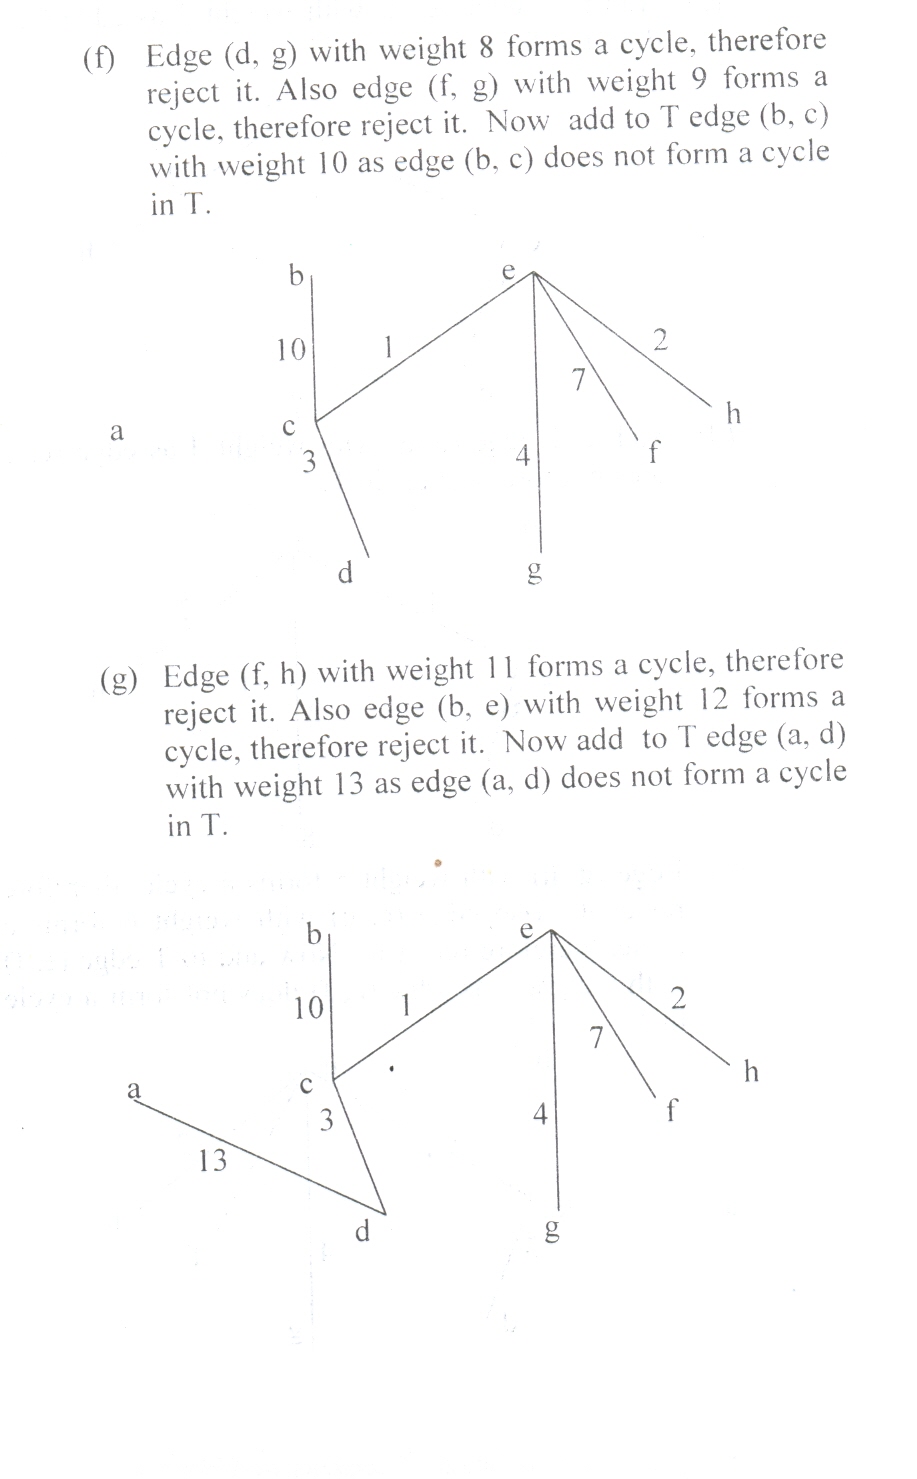 (f) Edge (d, g) with weight 8 forms a cycle, therefore
reject it. Also edge (f, g) with weight 9 forms a
cycle, therefore reject it. Now add to T edge (b, c)
with weight 10 as edge (b, c) does not form a cycle
in T.
b
e
10
1
2
7
a
c
h
3
4
f
d
g
(g) Edge (f, h) with weight 11 forms a cycle, therefore
reject it. Also edge (b, e) with weight 12 forms a
cycle, therefore reject it. Now add to T edge (a, d)
with weight 13 as edge (a, d) does not form a cycle
in T.
b
e
10
1
2
7
a
c
h
3
4
f
13
d
g